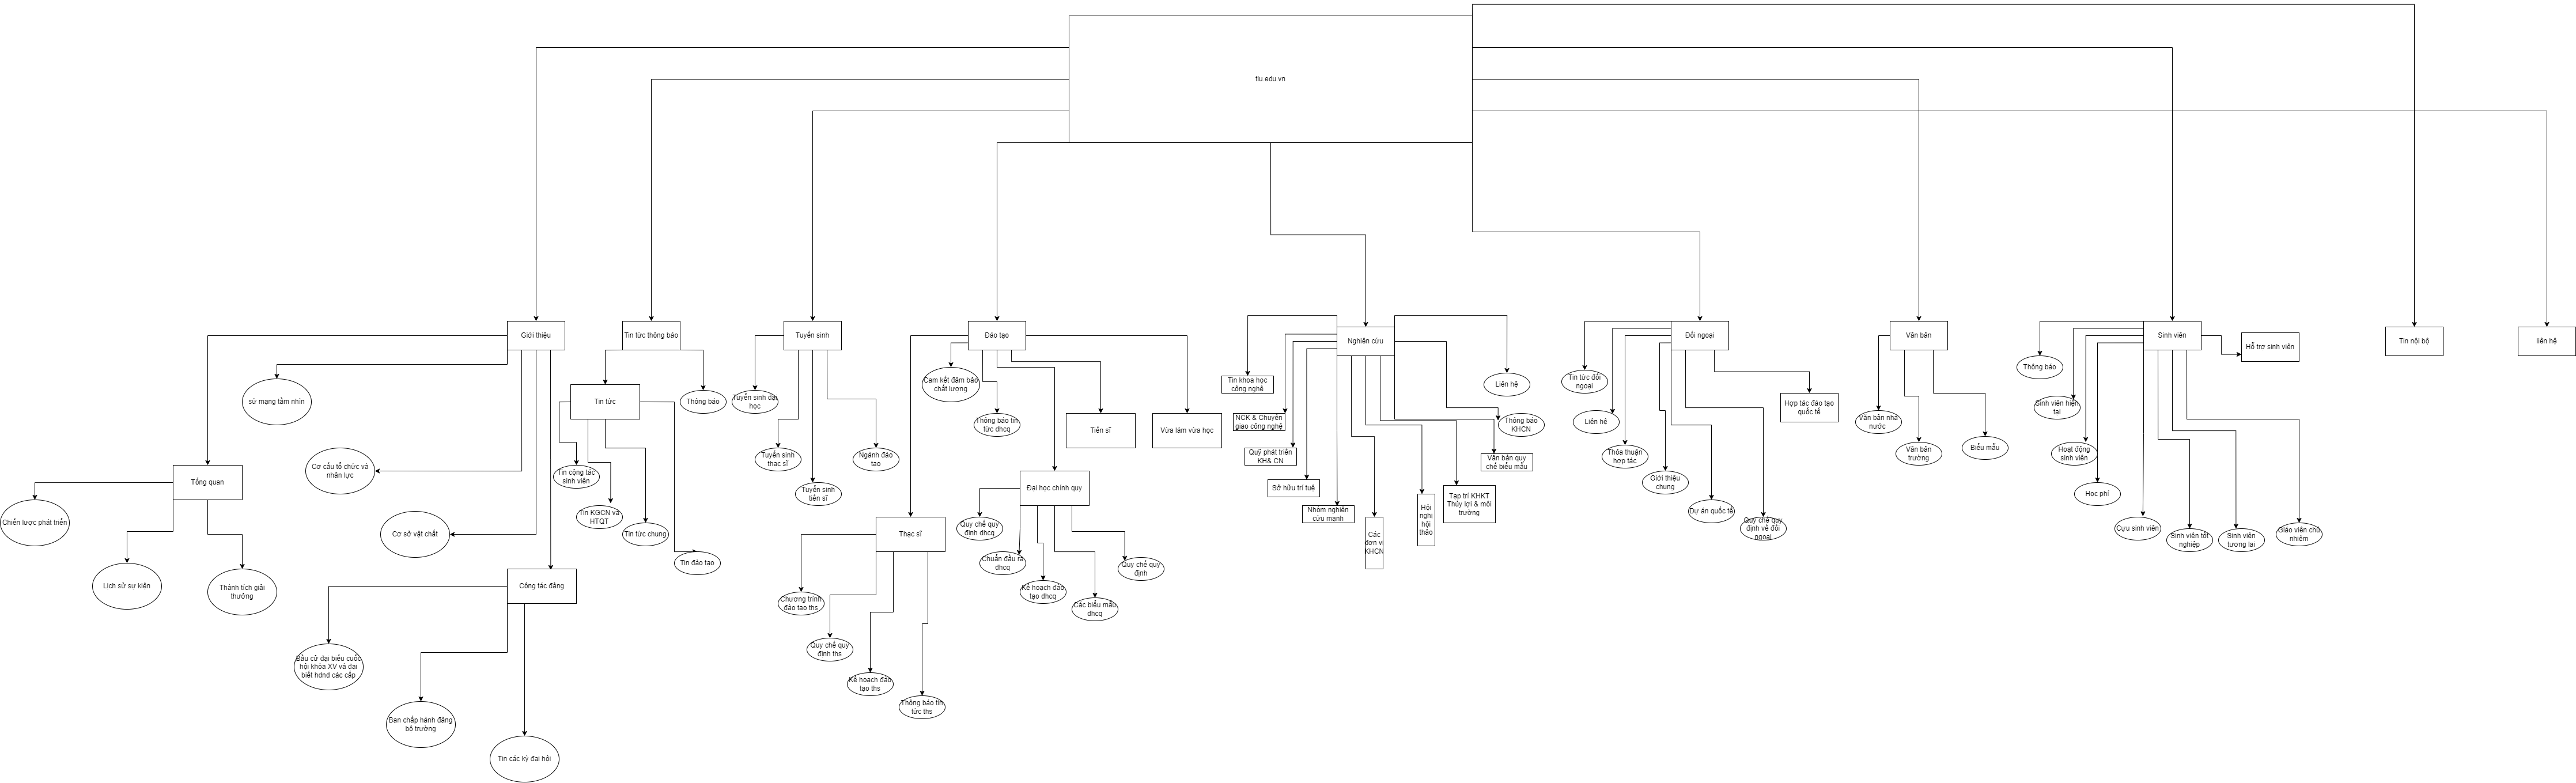 tlu.edu.vn
Giới thiệu
Tin tức thông báo
Tuyển sinh
Đào tạo
Nghiên cứu
Đối ngoại
Văn bản
Sinh viên
Hỗ trợ sinh viên
Tin nội bộ
liên hệ
sứ mạng tầm nhìn
Cơ cấu tổ chức và
nhân lực
Tổng quan
Chiến lược phát triển
Lịch sử sự kiện
Thành tích giải
thưởng
Cơ sở vật chất
Công tác đảng
Bầu cử đại biểu cuốc
hội khóa XV và đại
biết hdnd các cấp
Ban chấp hành đảng
bộ trường
Tin các kỳ đại hội
Tin tức
Thông báo
Tin công tác
sinh viên
Tin KGCN và
HTQT
Tin tức chung
Tin đào tạo
Tuyển sinh đại
học
Tuyển sinh
thạc sĩ
Tuyển sinh
tiến sĩ
Ngành đào
tạo
Cam kết đảm bảo
chất lượng
Thông báo tin
tức dhcq
Tiến sĩ
Vừa làm vừa học
Đại học chính quy
Quy chế quy
định dhcq
Chuẩn đầu ra
dhcq
Kế hoạch đào
tạo dhcq
Các biểu mẫu
dhcq
Quy chế quy
định
Thạc sĩ
Chương trình
đào tạo ths
Quy chế quy
định ths
Kế hoạch đào
tạo ths
Thông báo tin
tức ths
Tin khoa học
công nghệ
NCK & Chuyển
giao công nghệ
Quỹ phát triển
KH& CN
Sở hữu trí tuệ
Nhóm nghiên
cứu mạnh
Các
đơn vị
KHCN
Hội
nghị
hội
thảo
Tạp trí KHKT
Thủy lợi & môi
trường
Văn bản quy
chế biểu mẫu
Thông báo
KHCN
Liên hệ
Tin tức đối
ngoại
Liên hệ
Thỏa thuận
hợp tác
Giới thiệu
chung
Dự án quốc tế
Quy chế quy
định về đối
ngoại
Hợp tác đào tạo
quốc tế
Văn bản nhà
nước
Văn bản
trường
Biểu mẫu
Thông báo
Sinh viên hiện
tại
Hoạt động
sinh viên
Học phí
Cựu sinh viên
Sinh viên tốt
nghiệp
Sinh viên
tương lai
Giáo viên chủ
nhiệm